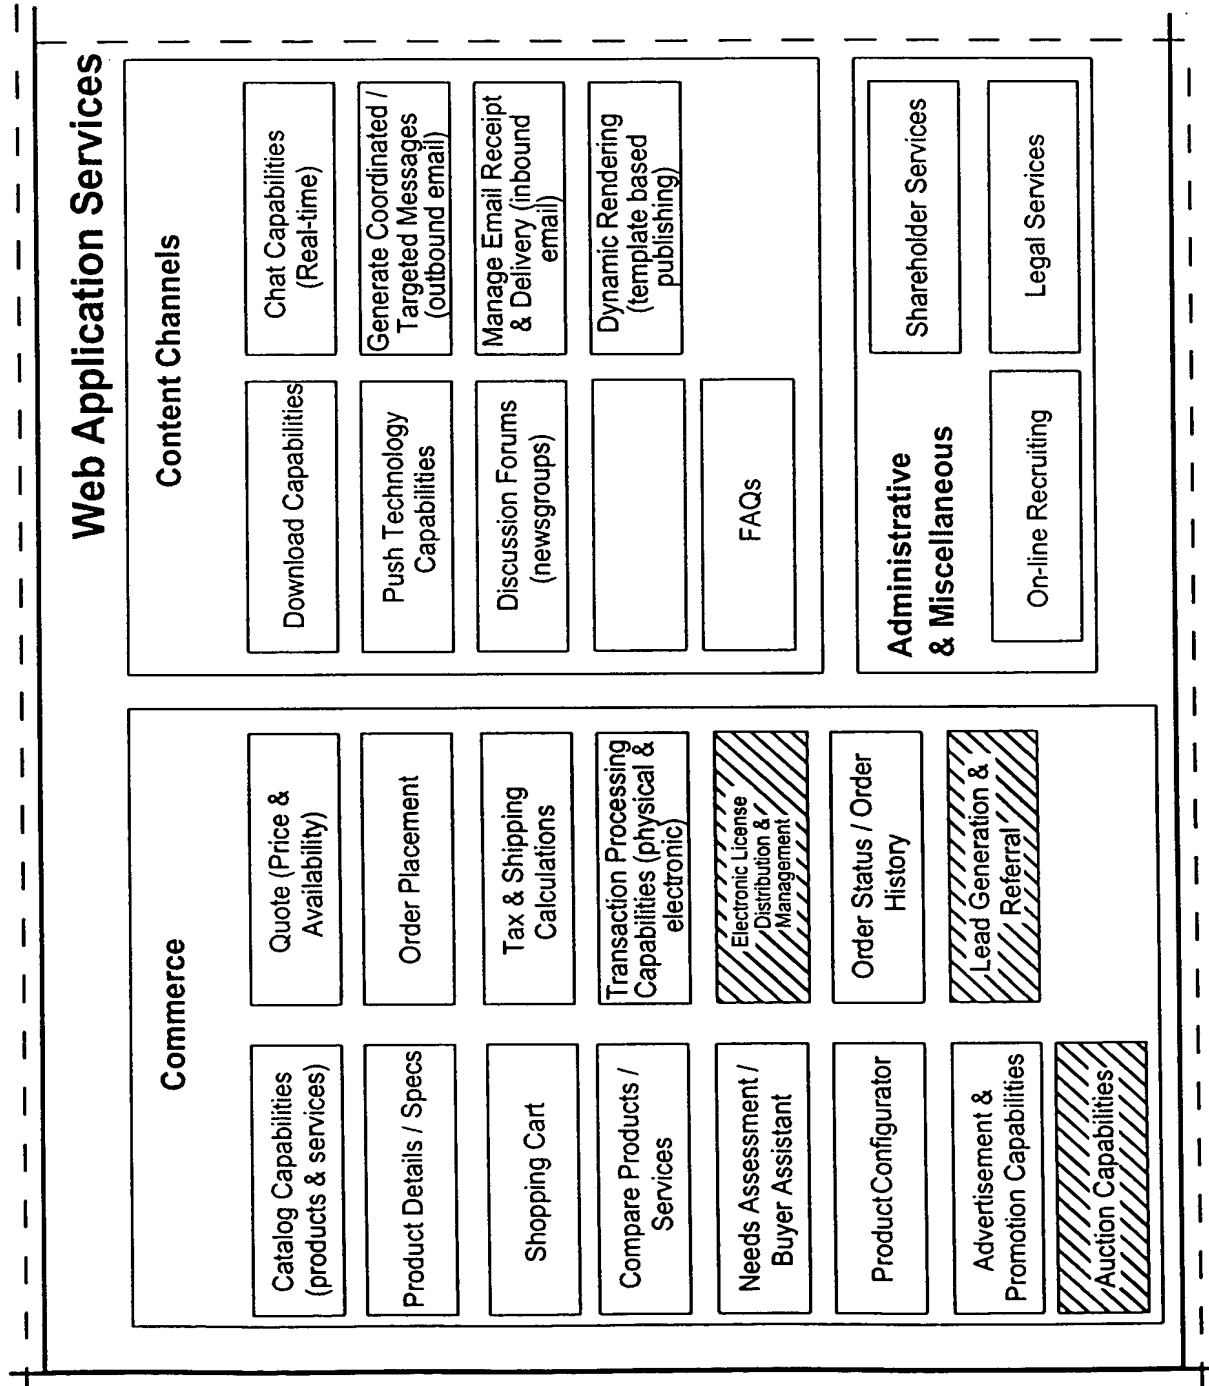 Web Application Services
Commerce
Catalog Capabilities
(products & services)
Product Details / Specs
Shopping Cart
Compare Products /
Services
Needs Assessment /
Buyer Assistant
ProductConfigurator
Advertisement &
Promotion Capabilities
Auction Capabilities
Quote (Price &
Availability)
Order Placement
Tax & Shipping
Calculations
Transaction Processing
Capabilities (physical &
electronic)
Electronic License
Distribution &
Management
Order Status / Order
History
Lead Generation &
Referral
Content Channels
Download Capabilities
Push Technology
Capabilities
Discussion Forums
(newsgroups)
FAQs
Chat Capabilities
(Real-time)
Generate Coordinated /
Targeted Messages
(outbound email)
Manage Email Receipt
& Delivery (inbound
email)
Dynamic Rendering
(template based
publishing)
Administrative
& Miscellaneous
On-line Recruiting
Shareholder Services
Legal Services